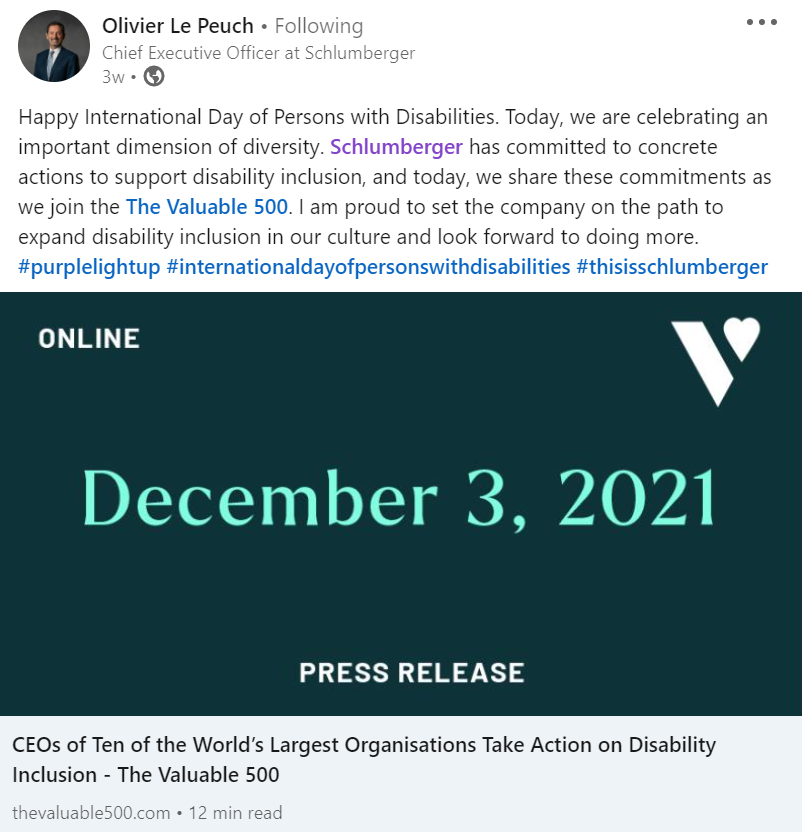 Olivier Le Peuch • Following
Chief Executive Officer at Schlumberger
3w •
Happy International Day of Persons with Disabilities. Today, we are celebrating an
important dimension of diversity. Schlumberger has committed to concrete
actions to support disability inclusion, and today, we share these commitments as
we join the The Valuable 500. I am proud to set the company on the path to
expand disability inclusion in our culture and look forward to doing more.
#purplelightup #internationaldayofpersonswithdisabilities #thisisschlumberger
ONLINE
December 3, 2021
PRESS RELEASE
CEOs of Ten of the World’s Largest Organisations Take Action on Disability
Inclusion - The Valuable 500
thevaluable500.com • 12 min read